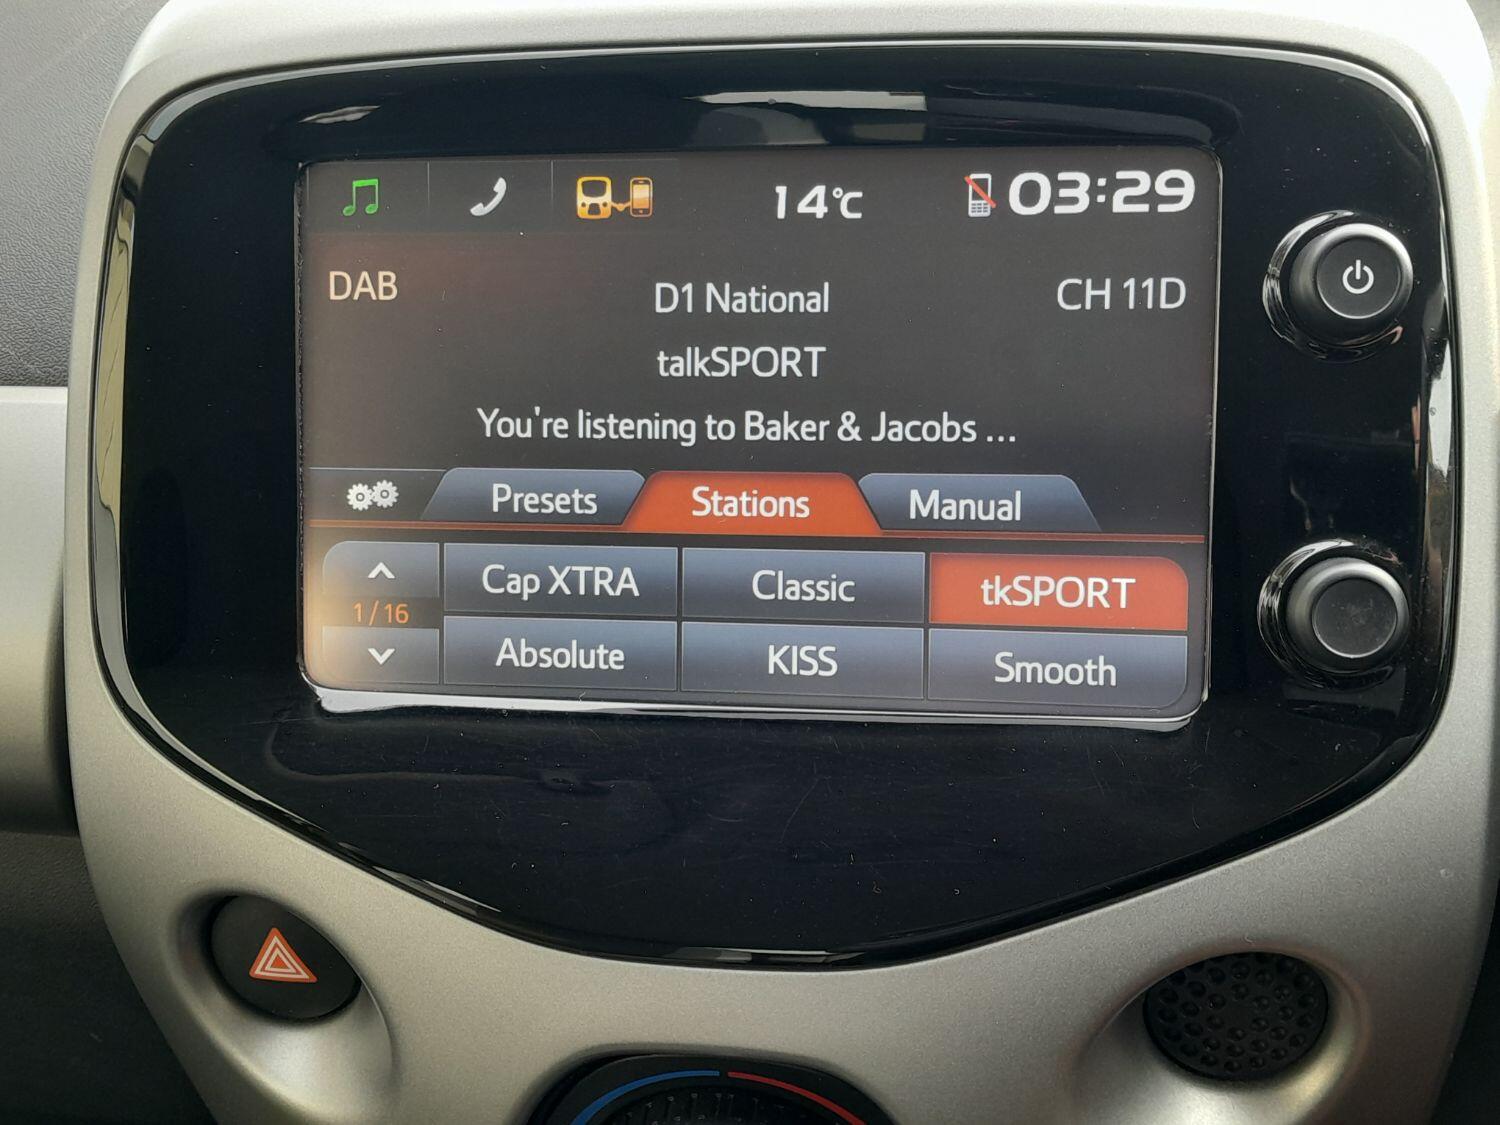 14°C 03:29
DAB D1 National CH 11D
talkSPORT
You're listening to Baker & Jacobs ...
Presets Stations Manual
1/16
Cap XTRA Classic tkSPORT
Absolute KISS Smooth